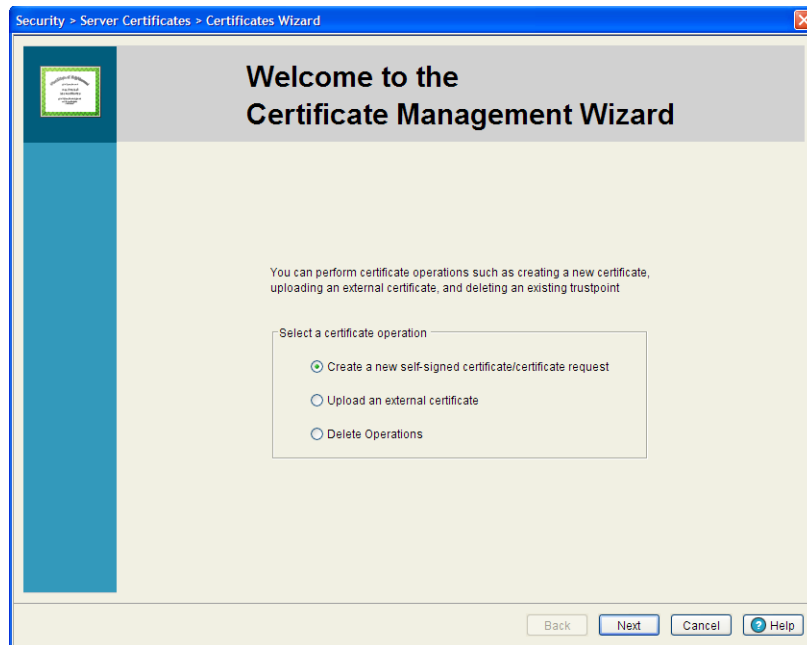 Security > Server Certificates > Certificates Wizard
Welcome to the
Certificate Management Wizard
You can perform certificate operations such as creating a new certificate,
uploading an external certificate, and deleting an existing trustpoint
Select a certificate operation
Create a new self-signed certificate/certificate request
Upload an external certificate
Delete Operations
Back
Next
Cancel
? Help